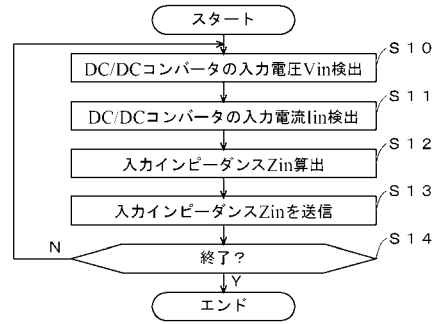 スタート
S10
DC/DCコンバータの入力電圧Vin検出
S11
DC/DCコンバータの入力電流Iin検出
S12
入力インピーダンスZin算出
S13
入力インピーダンスZinを送信
S14
N
終了?
Y
エンド